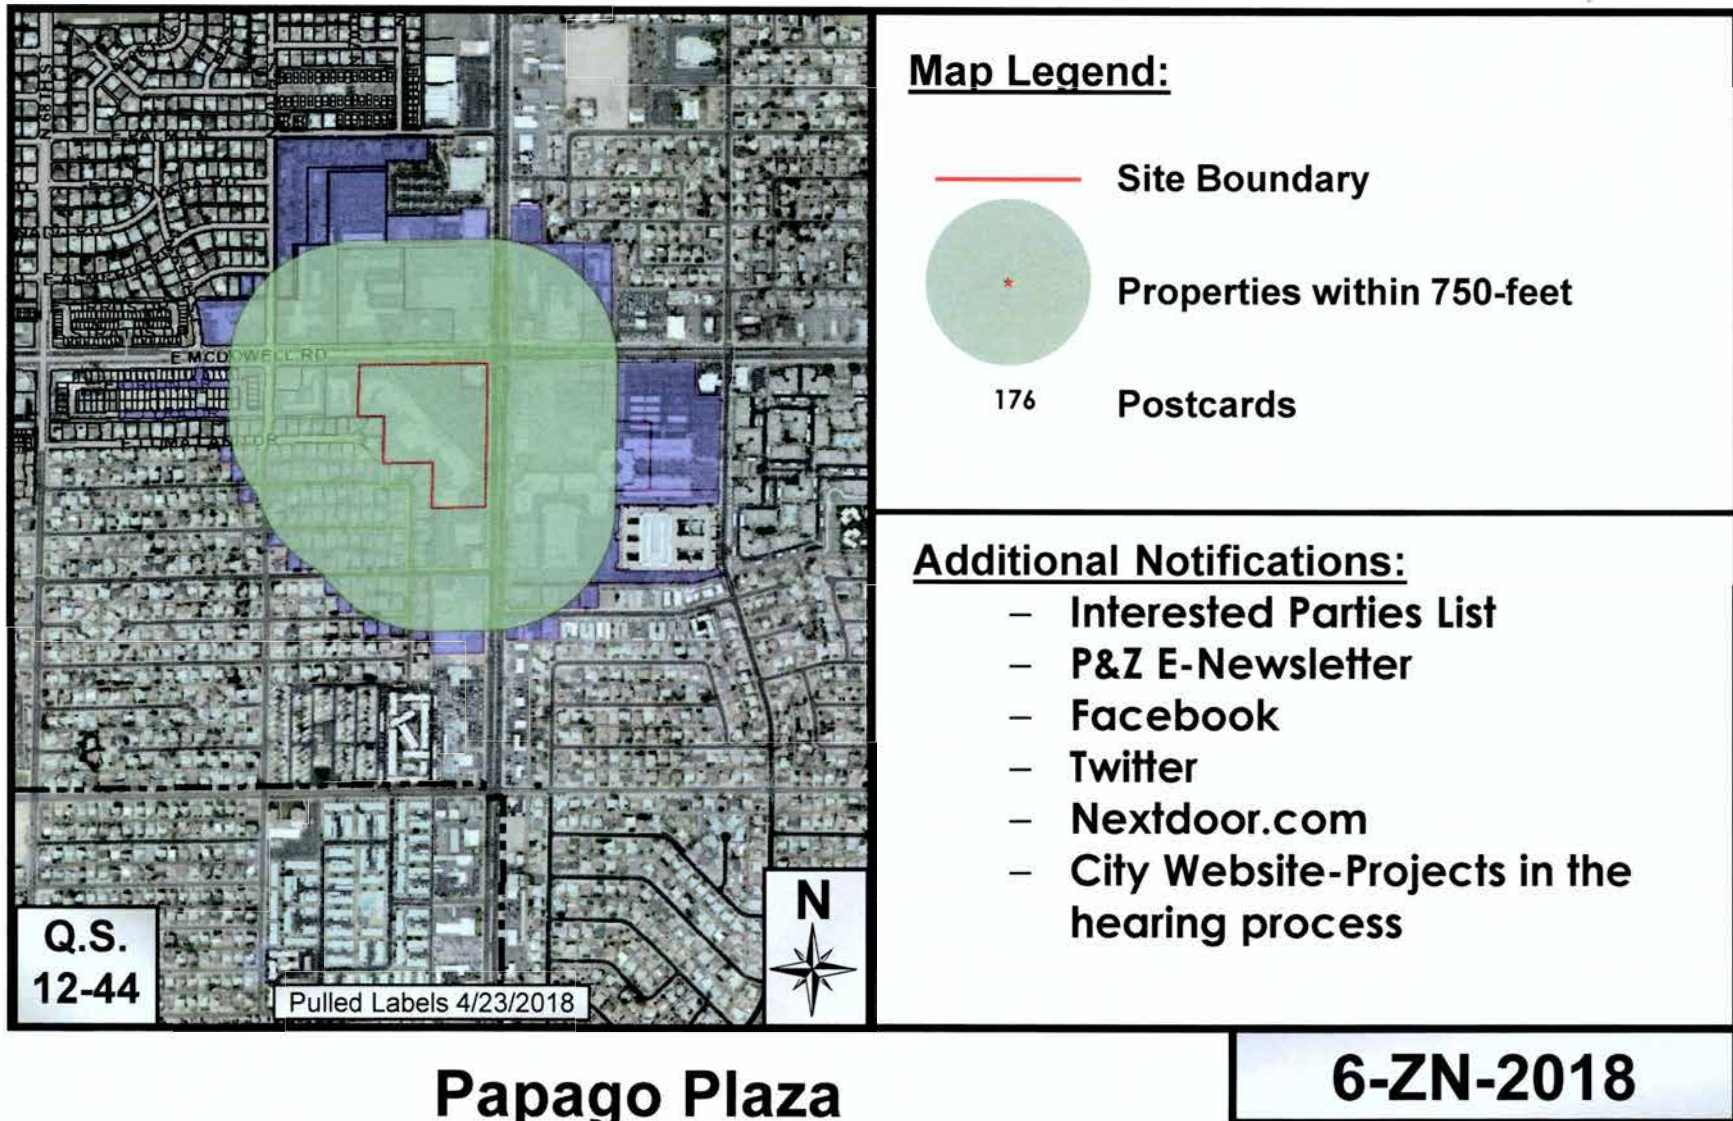 Map Legend:
Site Boundary
Properties within 750-feet
176 Postcards
Additional Notifications:
– Interested Parties List
– P&Z E-Newsletter
– Facebook
– Twitter
– Nextdoor.com
– City Website-Projects in the
hearing process
E MCDOWELL RD
N
Q.S.
12-44
Pulled Labels 4/23/2018
Papago Plaza
6-ZN-2018